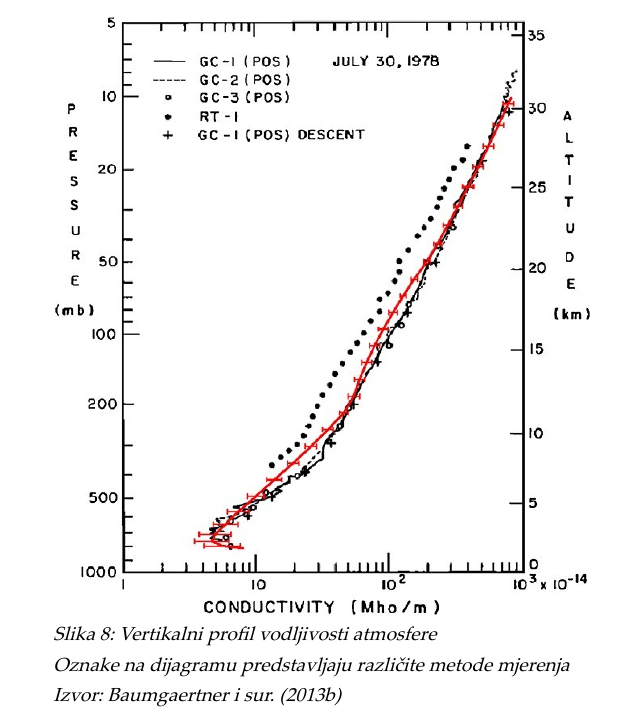 5
10
20
50
100
200
500
1000
PRESSURE
(mb)
GC-1 (POS)
JULY 30, 1978
GC-2 (POS)
GC-3 (POS)
RT-1
GC-1 (POS) DESCENT
35
30
25
20
15
10
5
0
ALTITUDE
(km)
1
10
10²
10³ x 10⁻¹⁴
CONDUCTIVITY (Mho/m)
Slika 8: Vertikalni profil vodljivosti atmosfere
Oznake na dijagramu predstavljaju različite metode mjerenja
Izvor: Baumgaertner i sur. (2013b)